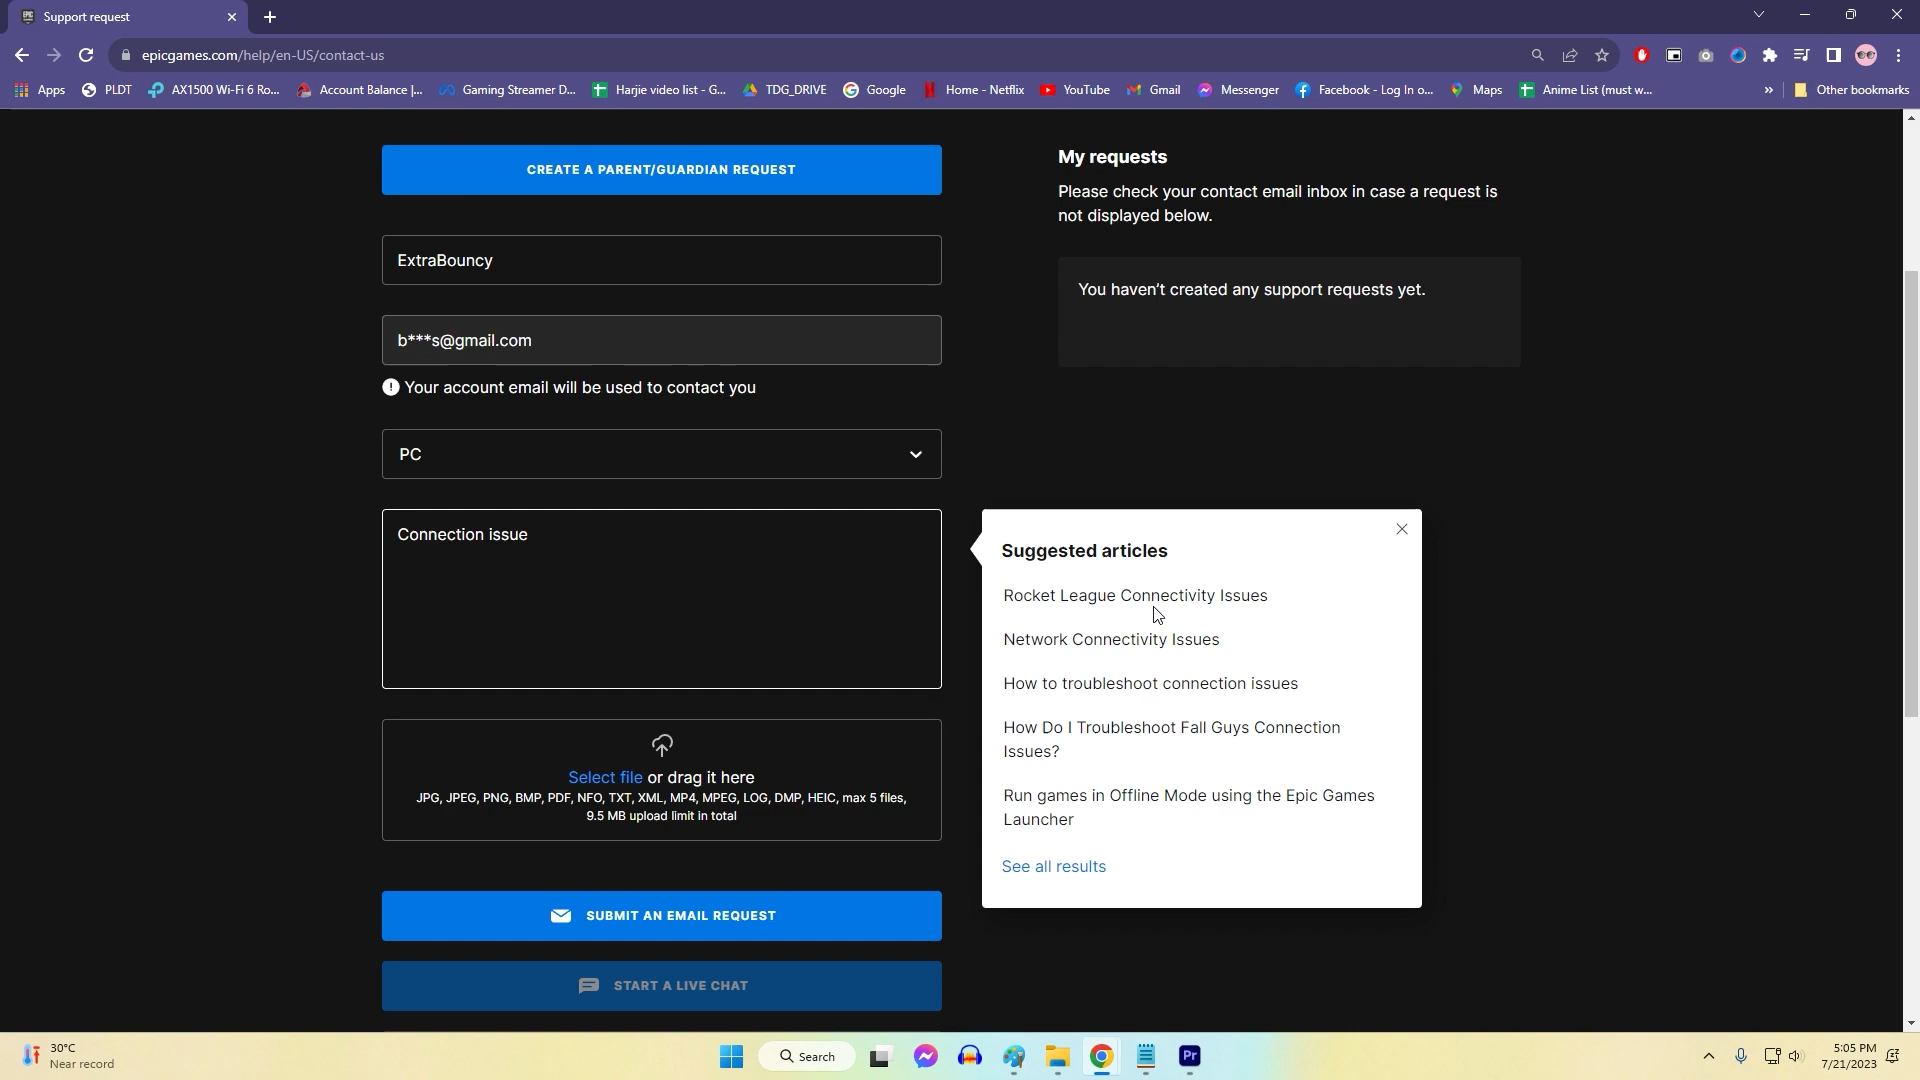 Support request
epicgames.com/help/en-US/contact-us
Apps
PLDT
AX1500 Wi-Fi 6 Ro...
Account Balance |...
Gaming Streamer D...
Harjie video list - G...
TDG_DRIVE
Google
Home - Netflix
YouTube
Gmail
Messenger
Facebook - Log In o...
Maps
Anime List (must w...
»
Other bookmarks
CREATE A PARENT/GUARDIAN REQUEST
ExtraBouncy
b***s@gmail.com
Your account email will be used to contact you
PC
Connection issue
Select file or drag it here
JPG, JPEG, PNG, BMP, PDF, NFO, TXT, XML, MP4, MPEG, LOG, DMP, HEIC, max 5 files,
9.5 MB upload limit in total
SUBMIT AN EMAIL REQUEST
START A LIVE CHAT
My requests
Please check your contact email inbox in case a request is
not displayed below.
You haven't created any support requests yet.
Suggested articles
Rocket League Connectivity Issues
Network Connectivity Issues
How to troubleshoot connection issues
How Do I Troubleshoot Fall Guys Connection
Issues?
Run games in Offline Mode using the Epic Games
Launcher
See all results
30°C
Near record
Search
Pr
5:05 PM
7/21/2023